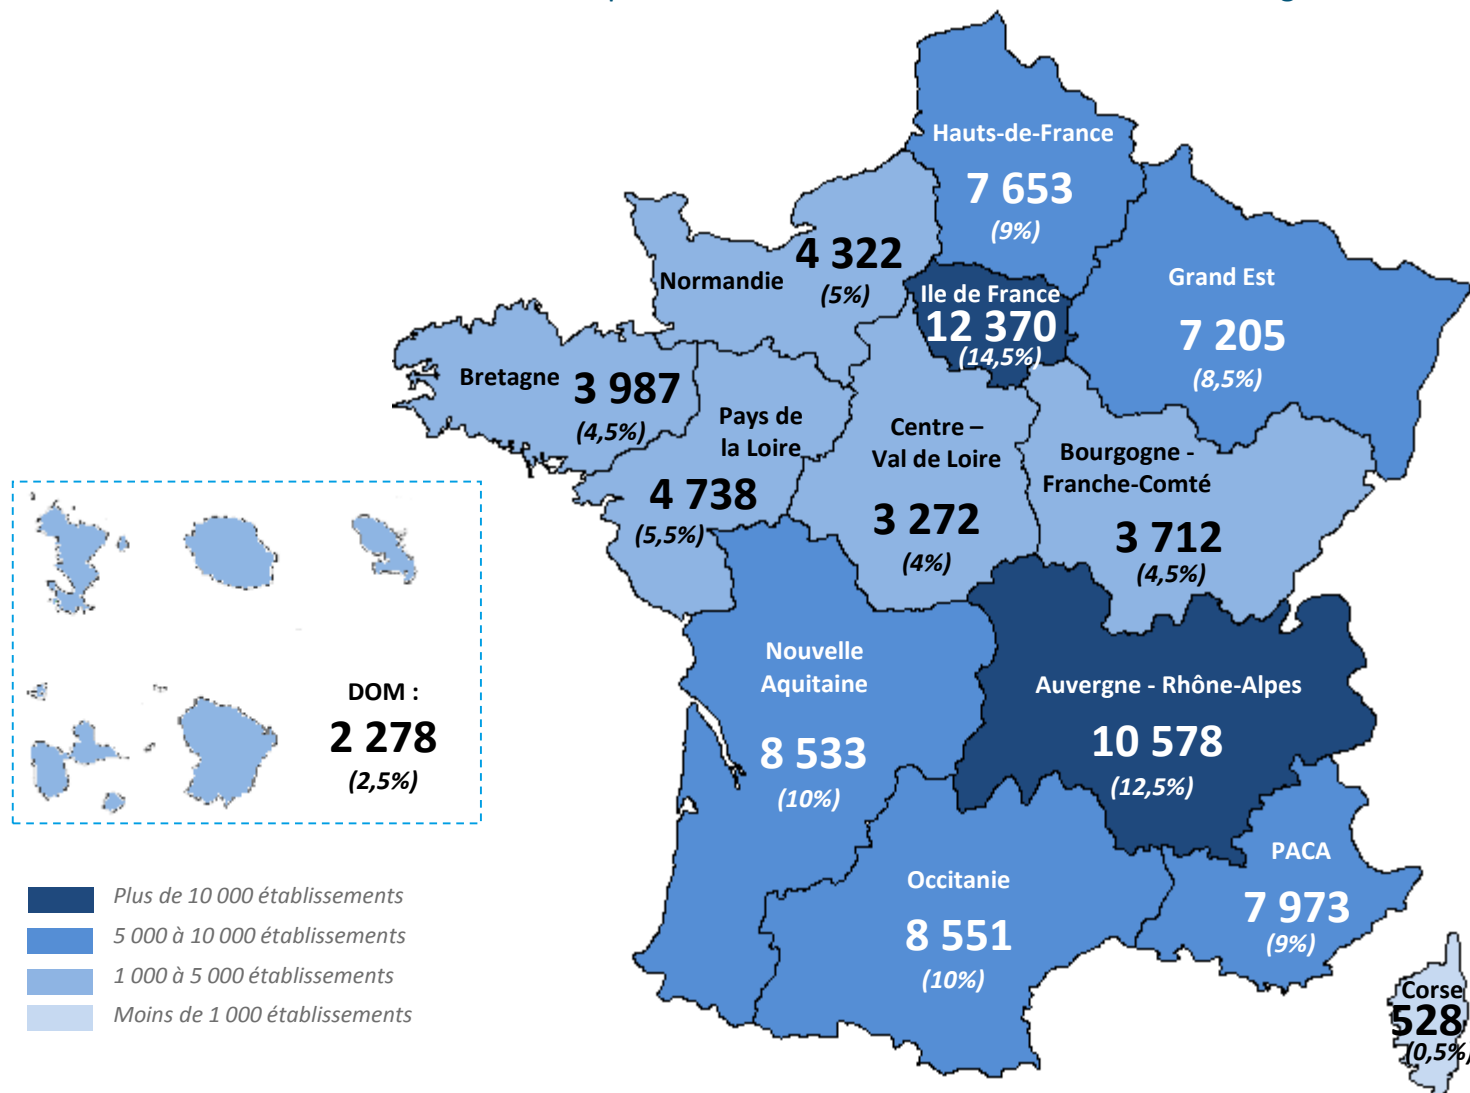 Hauts-de-France
7 653
(9%)
Normandie
4 322
(5%)
Ile de France
12 370
(14,5%)
Grand Est
7 205
(8,5%)
Bretagne
3 987
(4,5%)
Pays de
la Loire
4 738
(5,5%)
Centre –
Val de Loire
3 272
(4%)
Bourgogne -
Franche-Comté
3 712
(4,5%)
DOM :
2 278
(2,5%)
Nouvelle
Aquitaine
8 533
(10%)
Auvergne - Rhône-Alpes
10 578
(12,5%)
Occitanie
8 551
(10%)
PACA
7 973
(9%)
Corse
528
(0,5%)
Plus de 10 000 établissements
5 000 à 10 000 établissements
1 000 à 5 000 établissements
Moins de 1 000 établissements